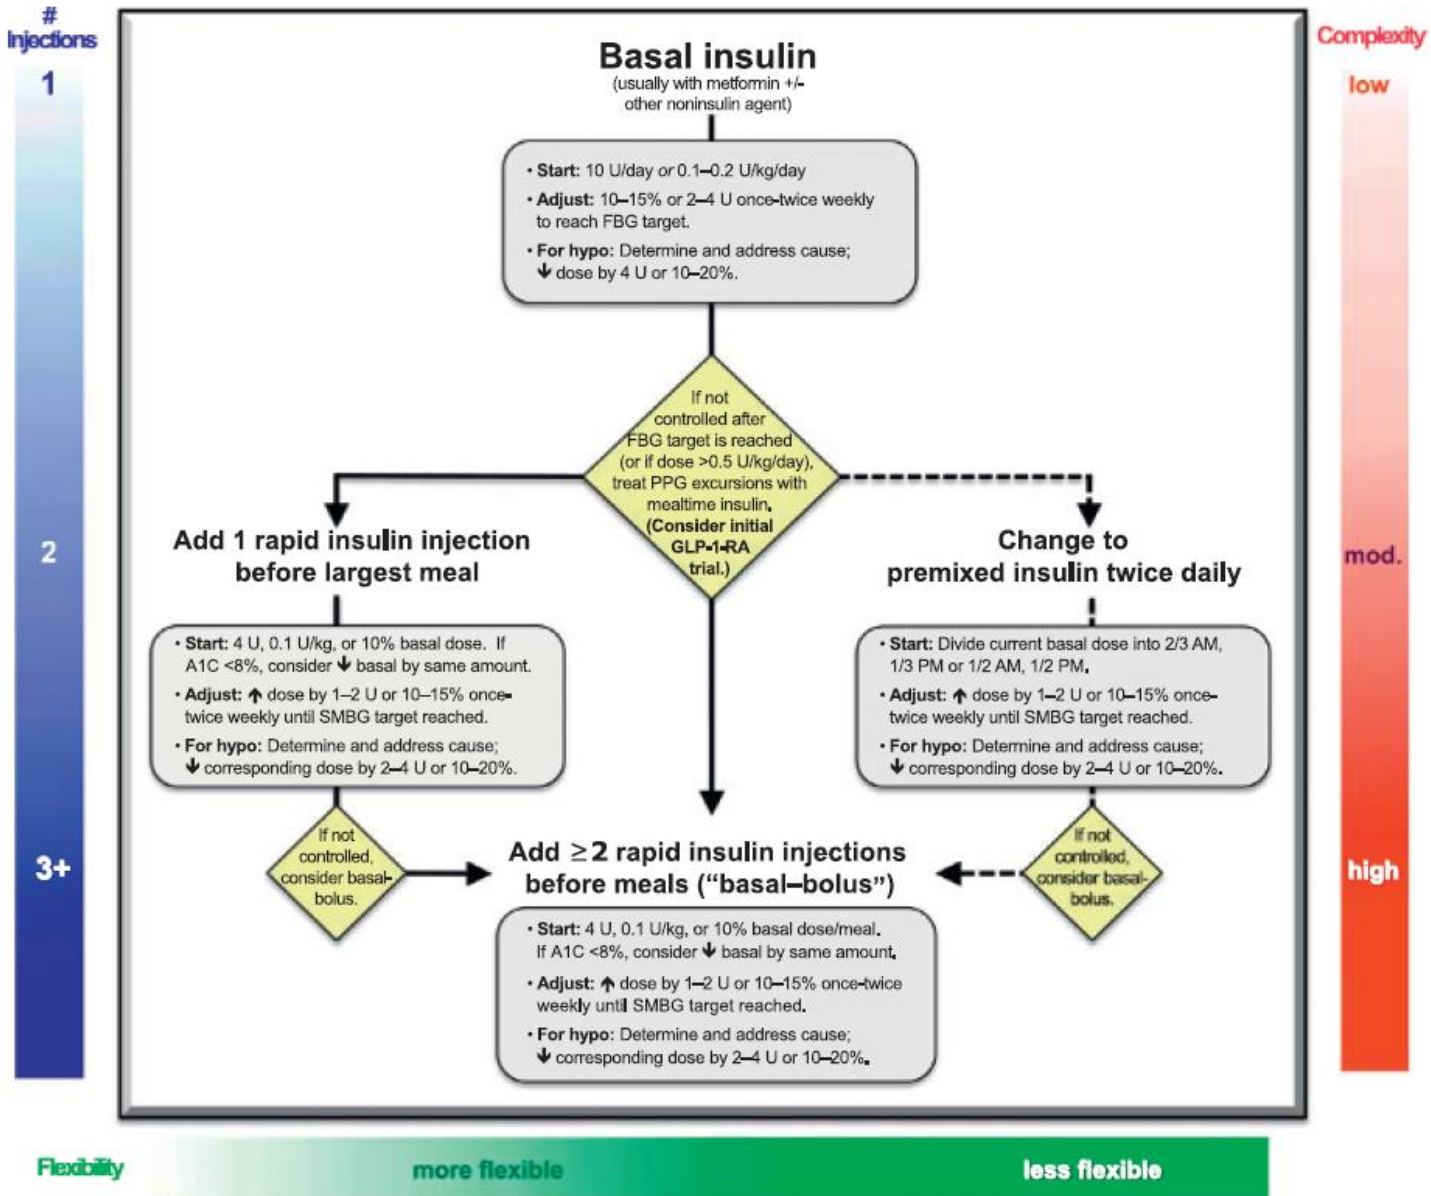 #
Injections
1
2
3+
Complexity
low
mod.
high
Basal insulin
(usually with metformin +/-
other noninsulin agent)
• Start: 10 U/day or 0.1–0.2 U/kg/day
• Adjust: 10–15% or 2–4 U once-twice weekly
to reach FBG target.
• For hypo: Determine and address cause;
↓ dose by 4 U or 10–20%.
If not
controlled after
FBG target is reached
(or if dose >0.5 U/kg/day),
treat PPG excursions with
mealtime insulin.
(Consider initial
GLP-1-RA
trial.)
Add 1 rapid insulin injection
before largest meal
• Start: 4 U, 0.1 U/kg, or 10% basal dose. If
A1C <8%, consider ↓ basal by same amount.
• Adjust: ↑ dose by 1–2 U or 10–15% once-
twice weekly until SMBG target reached.
• For hypo: Determine and address cause;
↓ corresponding dose by 2–4 U or 10–20%.
If not
controlled,
consider basal-
bolus.
Change to
premixed insulin twice daily
• Start: Divide current basal dose into 2/3 AM,
1/3 PM or 1/2 AM, 1/2 PM.
• Adjust: ↑ dose by 1–2 U or 10–15% once-
twice weekly until SMBG target reached.
• For hypo: Determine and address cause;
↓ corresponding dose by 2–4 U or 10–20%.
If not
controlled,
consider basal-
bolus.
Add ≥2 rapid insulin injections
before meals (“basal–bolus”)
• Start: 4 U, 0.1 U/kg, or 10% basal dose/meal.
If A1C <8%, consider ↓ basal by same amount.
• Adjust: ↑ dose by 1–2 U or 10–15% once-twice
weekly until SMBG target reached.
• For hypo: Determine and address cause;
↓ corresponding dose by 2–4 U or 10–20%.
Flexibility
more flexible
less flexible